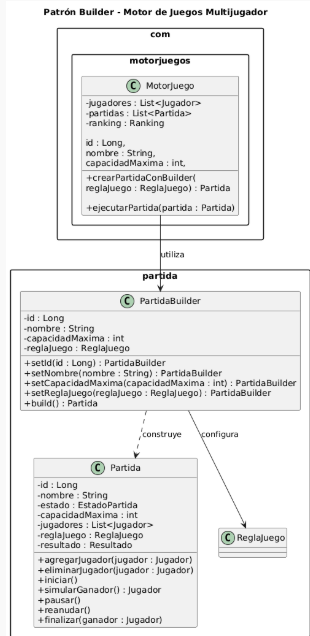 Patrón Builder - Motor de Juegos Multijugador
com
motorjuegos
C MotorJuego
-jugadores : List<Jugador>
-partidas : List<Partida>
-ranking : Ranking
id : Long,
nombre : String,
capacidadMaxima : int,
+crearPartidaConBuilder(
reglaJuego : ReglaJuego) : Partida
+ejecutarPartida(partida : Partida)
utiliza
partida
C PartidaBuilder
-id : Long
-nombre : String
-capacidadMaxima : int
-reglaJuego : ReglaJuego
+setId(id : Long) : PartidaBuilder
+setNombre(nombre : String) : PartidaBuilder
+setCapacidadMaxima(capacidadMaxima : int) : PartidaBuilder
+setReglaJuego(reglaJuego : ReglaJuego) : PartidaBuilder
+build() : Partida
construye
configura
C Partida
-id : Long
-nombre : String
-estado : EstadoPartida
-capacidadMaxima : int
-jugadores : List<Jugador>
-reglaJuego : ReglaJuego
-resultado : Resultado
+agregarJugador(jugador : Jugador)
+eliminarJugador(jugador : Jugador)
+iniciar()
+simularGanador() : Jugador
+pausar()
+reanudar()
+finalizar(ganador : Jugador)
C ReglaJuego